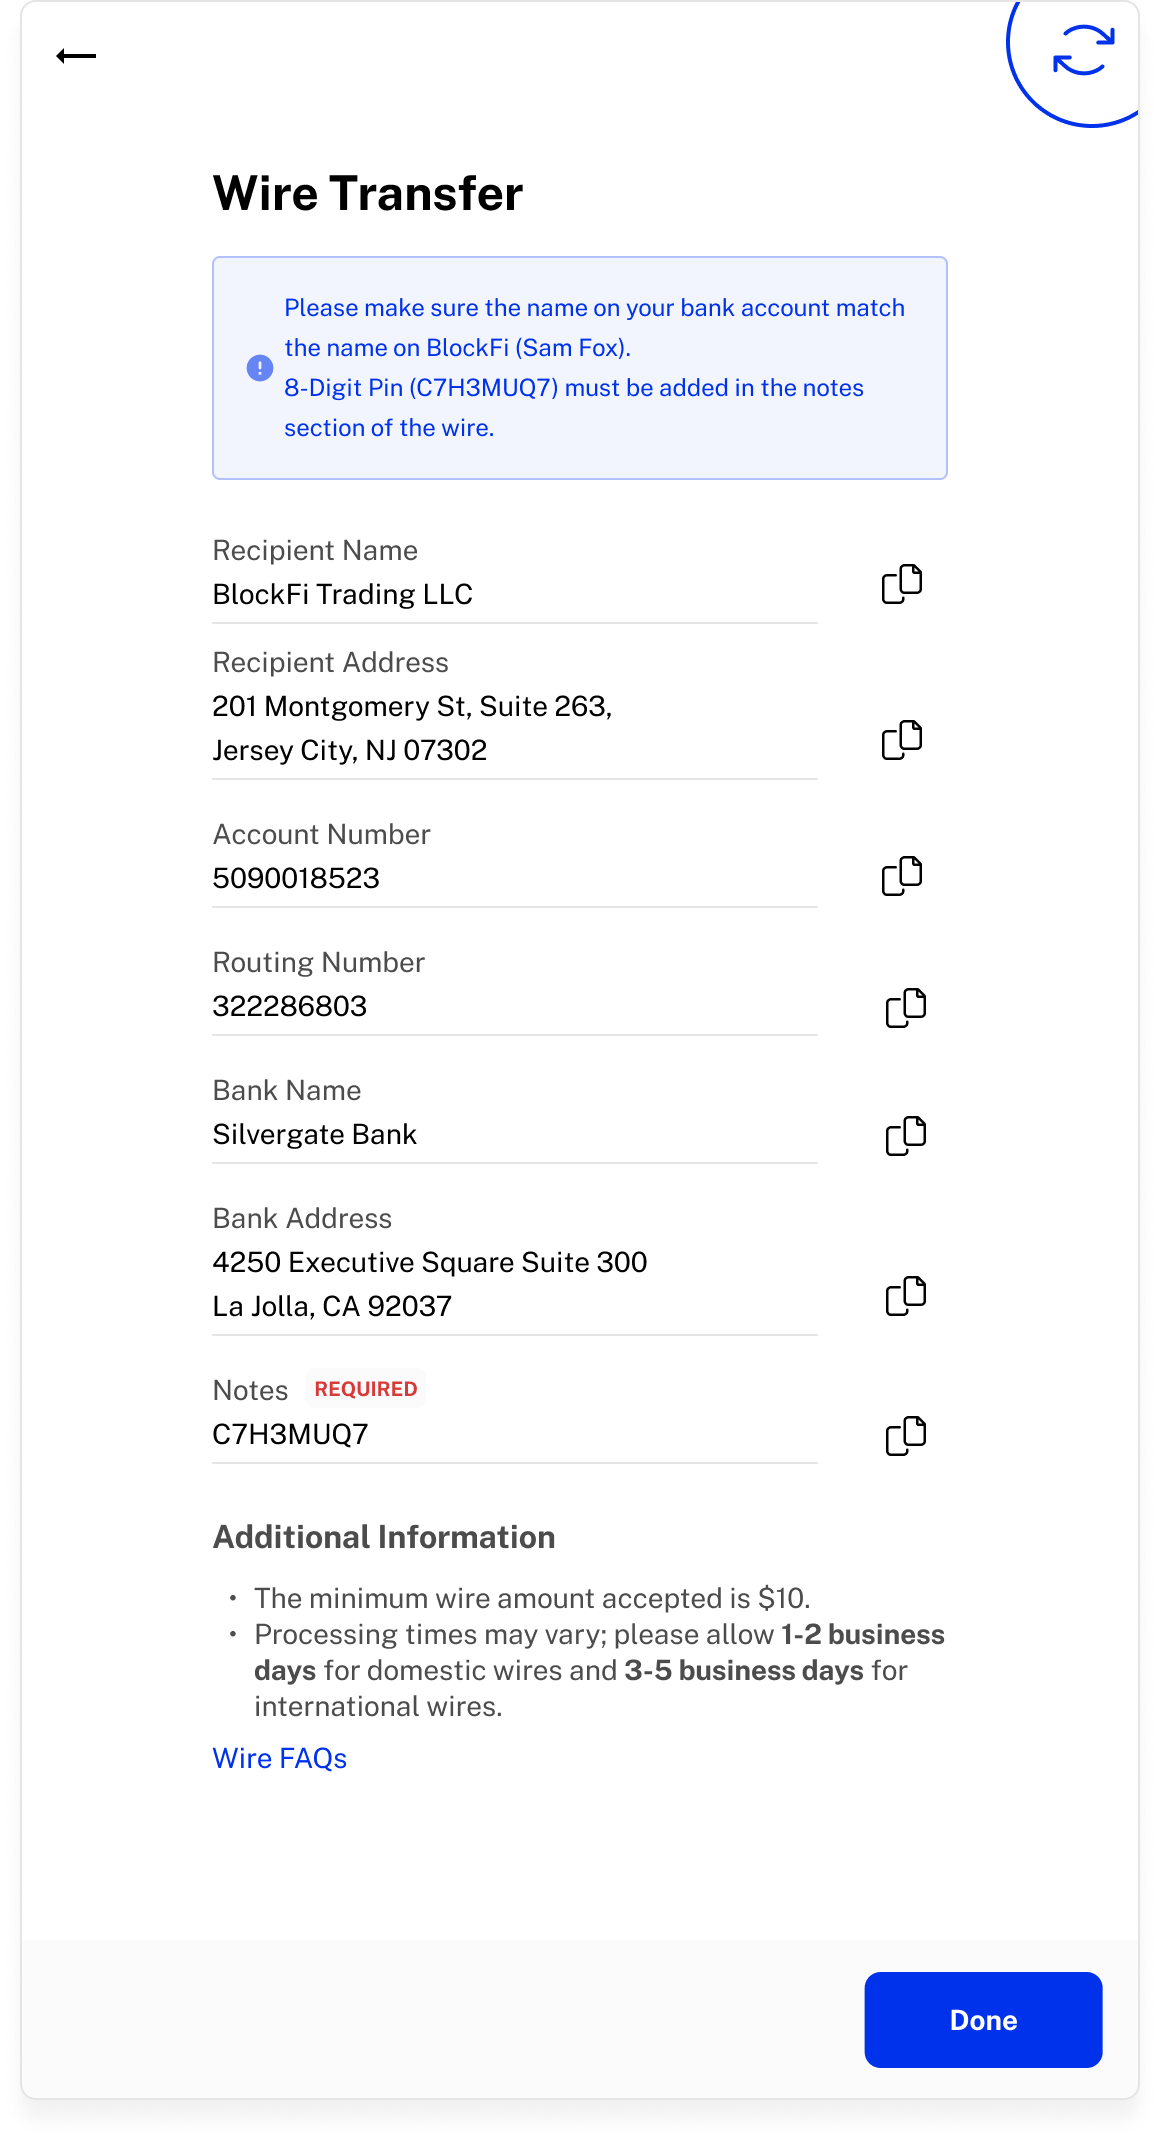 Wire Transfer
Please make sure the name on your bank account match
the name on BlockFi (Sam Fox).
8-Digit Pin (C7H3MUQ7) must be added in the notes
section of the wire.
Recipient Name
BlockFi Trading LLC
Recipient Address
201 Montgomery St, Suite 263,
Jersey City, NJ 07302
Account Number
5090018523
Routing Number
322286803
Bank Name
Silvergate Bank
Bank Address
4250 Executive Square Suite 300
La Jolla, CA 92037
Notes REQUIRED
C7H3MUQ7
Additional Information
• The minimum wire amount accepted is $10.
• Processing times may vary; please allow 1-2 business
days for domestic wires and 3-5 business days for
international wires.
Wire FAQs
Done